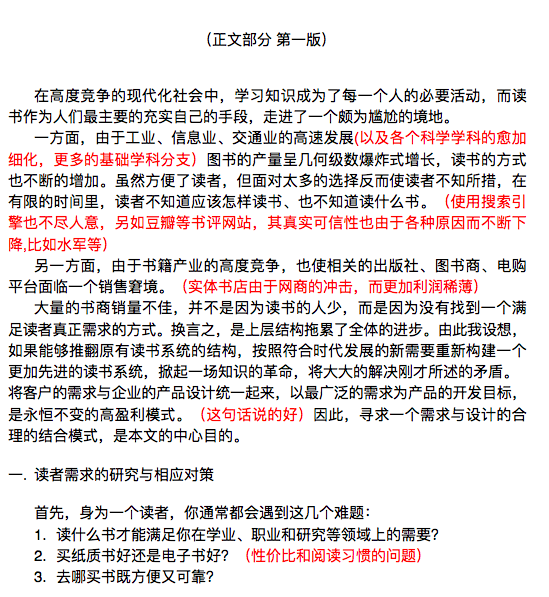 （正文部分 第一版）
在高度竞争的现代化社会中，学习知识成为了每一个人的必要活动，而读
书作为人们最主要的充实自己的手段，走进了一个颇为尴尬的境地。
一方面，由于工业、信息业、交通业的高速发展(以及各个科学学科的愈加
细化，更多的基础学科分支）图书的产量呈几何级数爆炸式增长，读书的方式
也不断的增加。虽然方便了读者，但面对太多的选择反而使读者不知所措，在
有限的时间里，读者不知道应该怎样读书、也不知道读什么书。（使用搜索引
擎也不尽人意，另如豆瓣等书评网站，其真实可信性也由于各种原因而不断下
降,比如水军等）
另一方面，由于书籍产业的高度竞争，也使相关的出版社、图书商、电购
平台面临一个销售窘境。（实体书店由于网商的冲击，而更加利润稀薄）
大量的书商销量不佳，并不是因为读书的人少，而是因为没有找到一个满
足读者真正需求的方式。换言之，是上层结构拖累了全体的进步。由此我设想，
如果能够推翻原有读书系统的结构，按照符合时代发展的新需要重新构建一个
更加先进的读书系统，掀起一场知识的革命，将大大的解决刚才所述的矛盾。
将客户的需求与企业的产品设计统一起来，以最广泛的需求为产品的开发目标，
是永恒不变的高盈利模式。（这句话说的好）因此，寻求一个需求与设计的合
理的结合模式，是本文的中心目的。
一. 读者需求的研究与相应对策
首先，身为一个读者，你通常都会遇到这几个难题：
1. 读什么书才能满足你在学业、职业和研究等领域上的需要？
2. 买纸质书好还是电子书好？（性价比和阅读习惯的问题）
3. 去哪买书既方便又可靠？